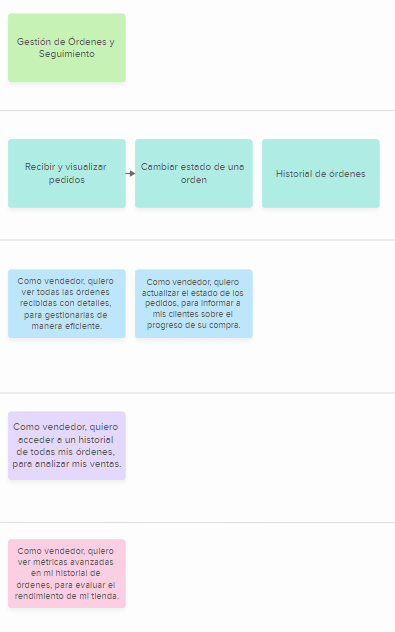 Gestión de Órdenes y
Seguimiento
Recibir y visualizar
pedidos
Cambiar estado de una
orden
Historial de órdenes
Como vendedor, quiero
ver todas las órdenes
recibidas con detalles,
para gestionarlas de
manera eficiente.
Como vendedor, quiero
actualizar el estado de los
pedidos, para informar a
mis clientes sobre el
progreso de su compra.
Como vendedor, quiero
acceder a un historial
de todas mis órdenes,
para analizar mis ventas.
Como vendedor, quiero
ver métricas avanzadas
en mi historial de
órdenes, para evaluar el
rendimiento de mi tienda.